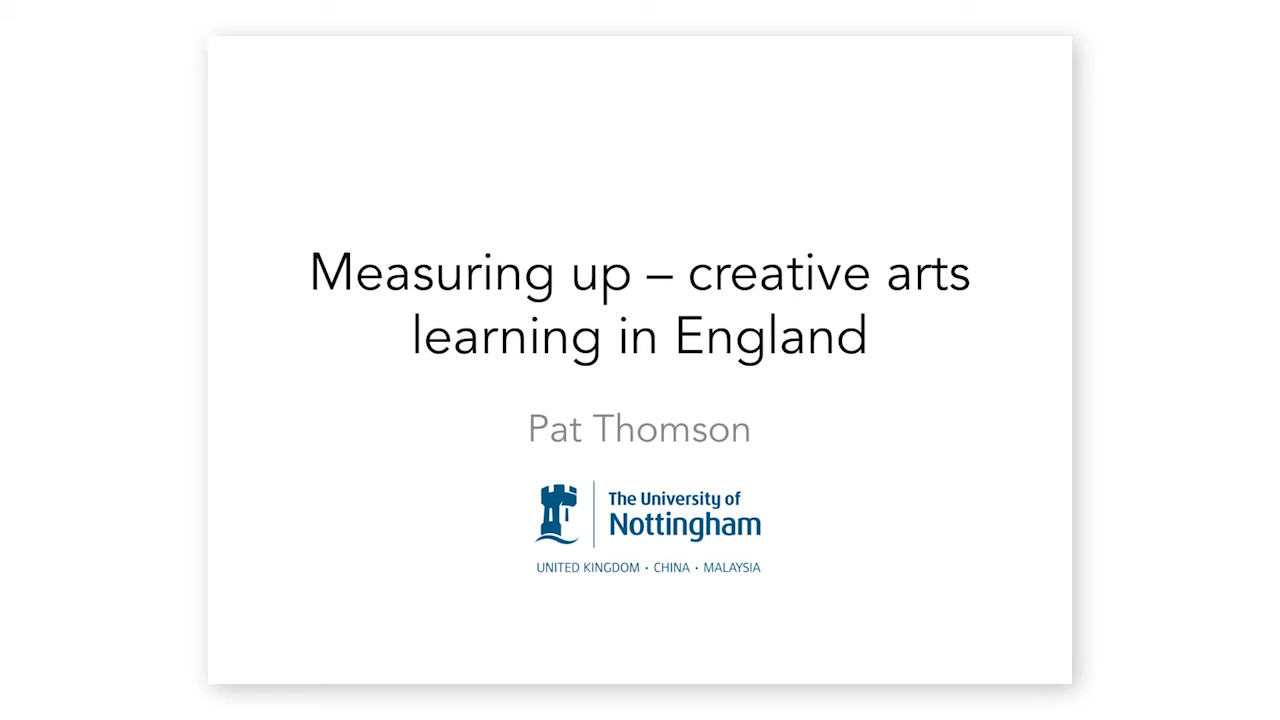 Measuring up – creative arts
learning in England
Pat Thomson
The University of
Nottingham
UNITED KINGDOM · CHINA · MALAYSIA